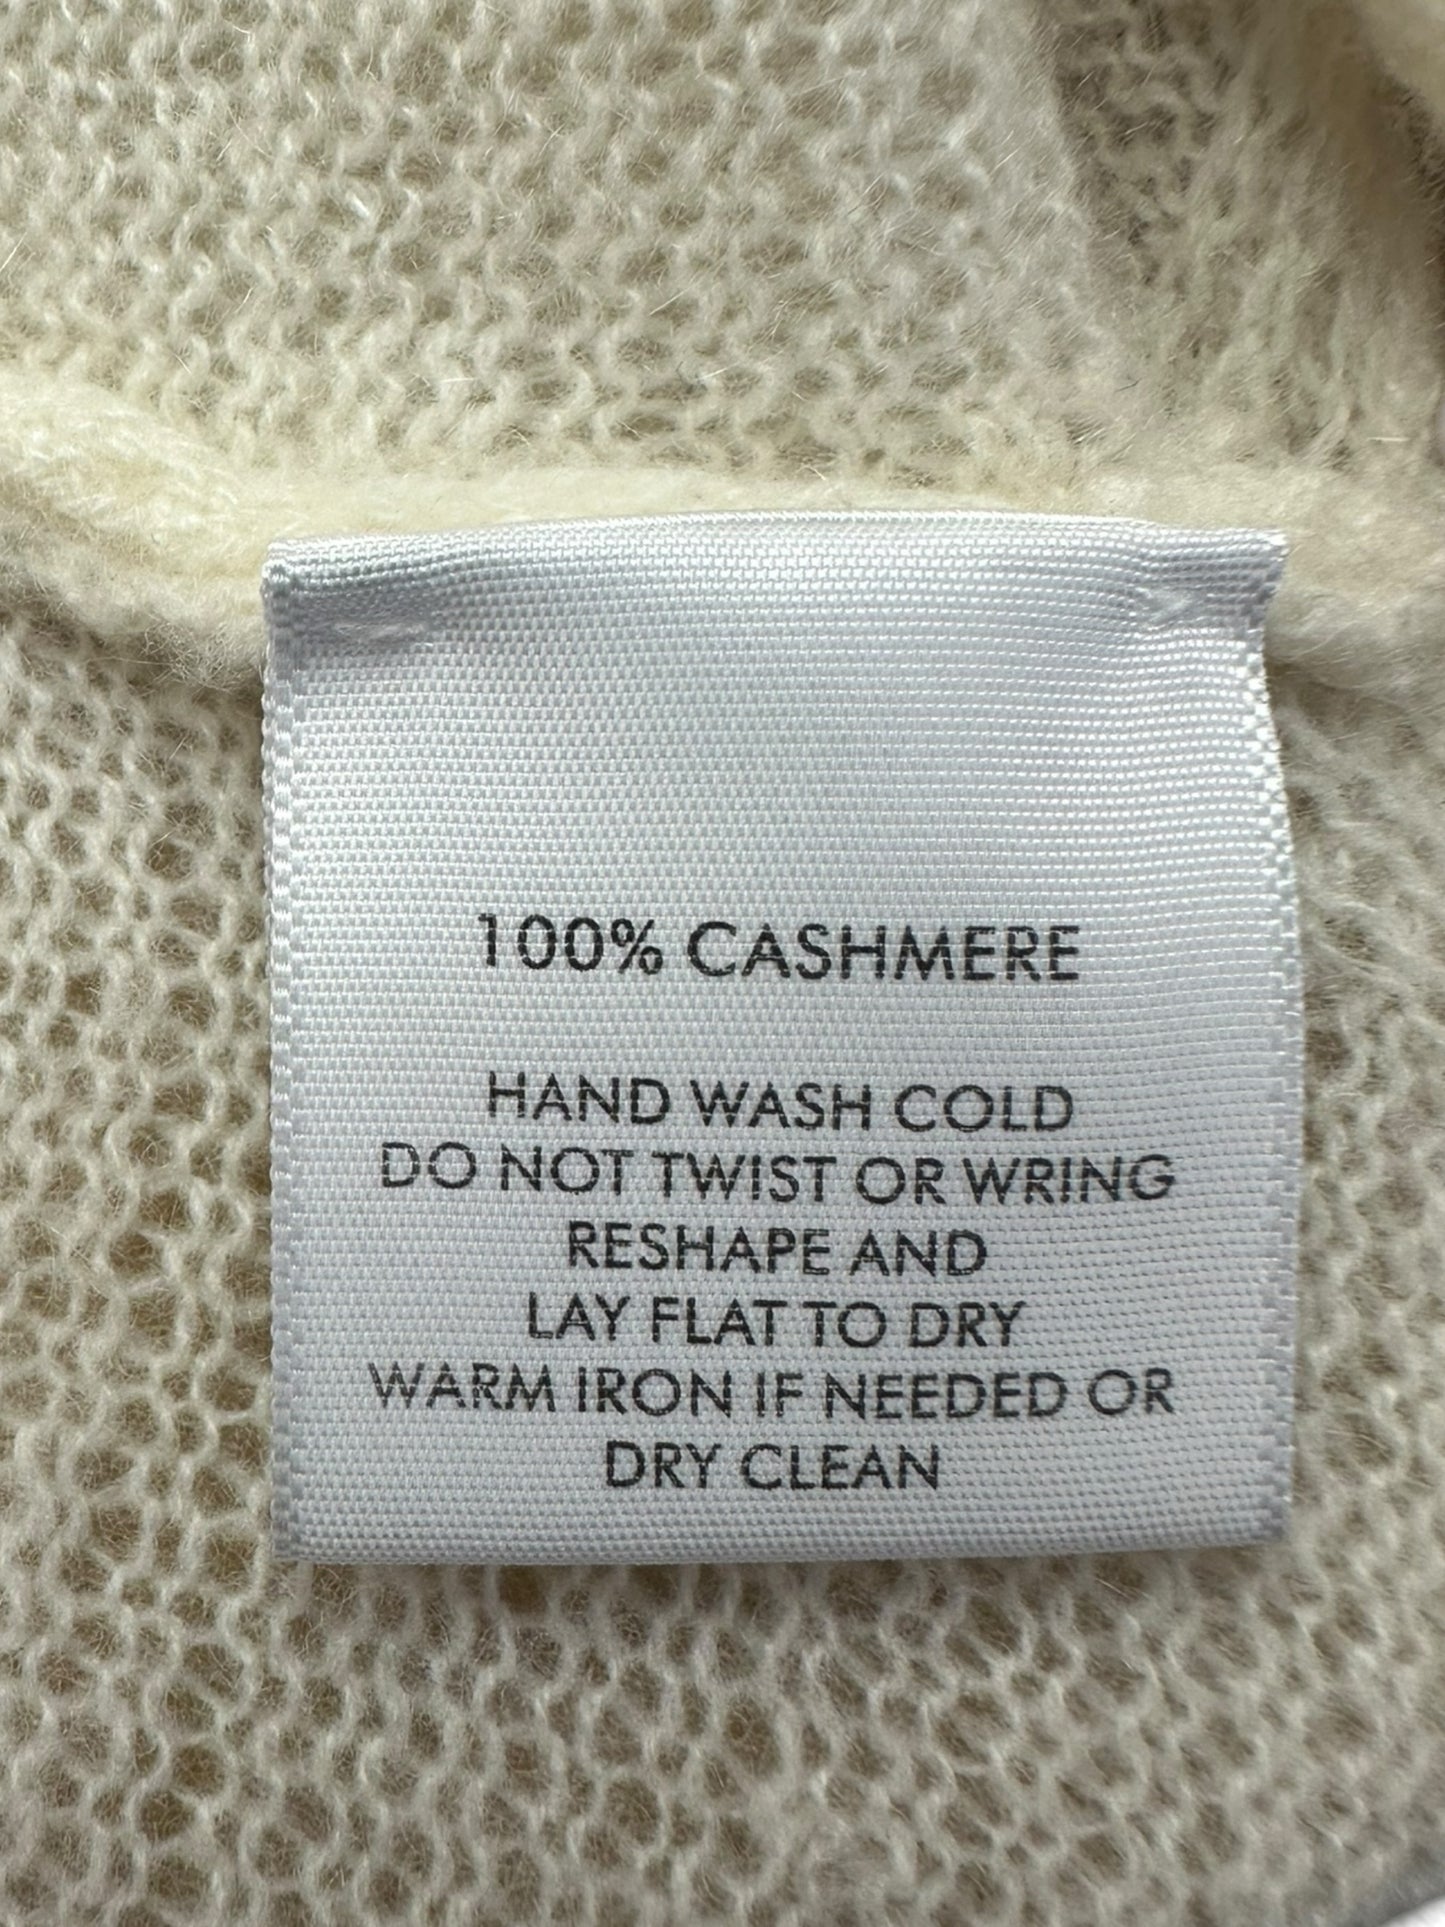 100% CASHMERE
HAND WASH COLD
DO NOT TWIST OR WRING
RESHAPE AND
LAY FLAT TO DRY
WARM IRON IF NEEDED OR
DRY CLEAN